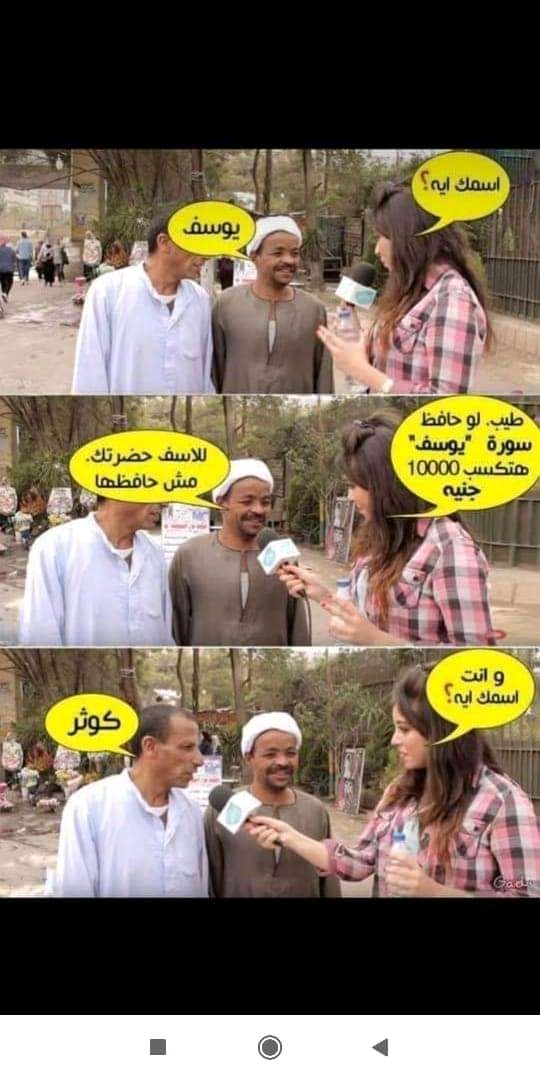 اسمك ايه؟
يوسف
طيب. لو حافظ
سورة "يوسف"
هتكسب 10000
جنيه
للاسف حضرتك.
مش حافظها
و انت
اسمك ايه؟
كوثر